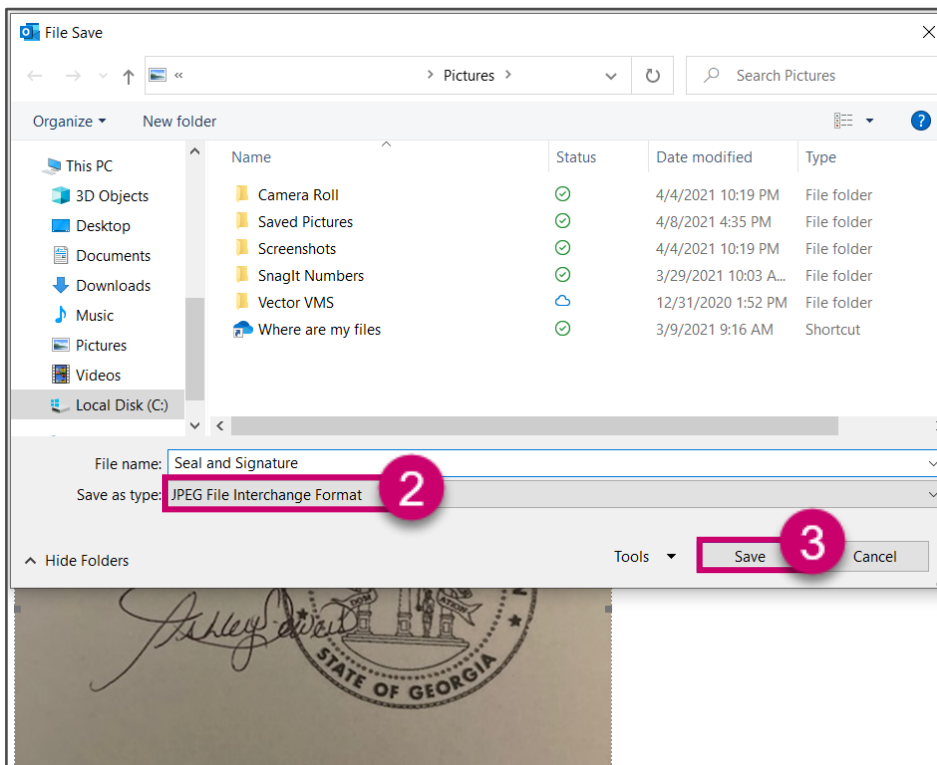 File Save
« > Pictures > Search Pictures
Organize New folder ?
Name Status Date modified Type
This PC
3D Objects
Desktop
Documents
Downloads
Music
Pictures
Videos
Local Disk (C:)
Camera Roll 4/4/2021 10:19 PM File folder
Saved Pictures 4/8/2021 4:35 PM File folder
Screenshots 4/4/2021 10:19 PM File folder
SnagIt Numbers 3/29/2021 10:03 A... File folder
Vector VMS 12/31/2020 1:52 PM File folder
Where are my files 3/9/2021 9:16 AM Shortcut
File name: Seal and Signature
Save as type: JPEG File Interchange Format 2
Hide Folders Tools Save 3 Cancel
Ashley
STATE OF GEORGIA